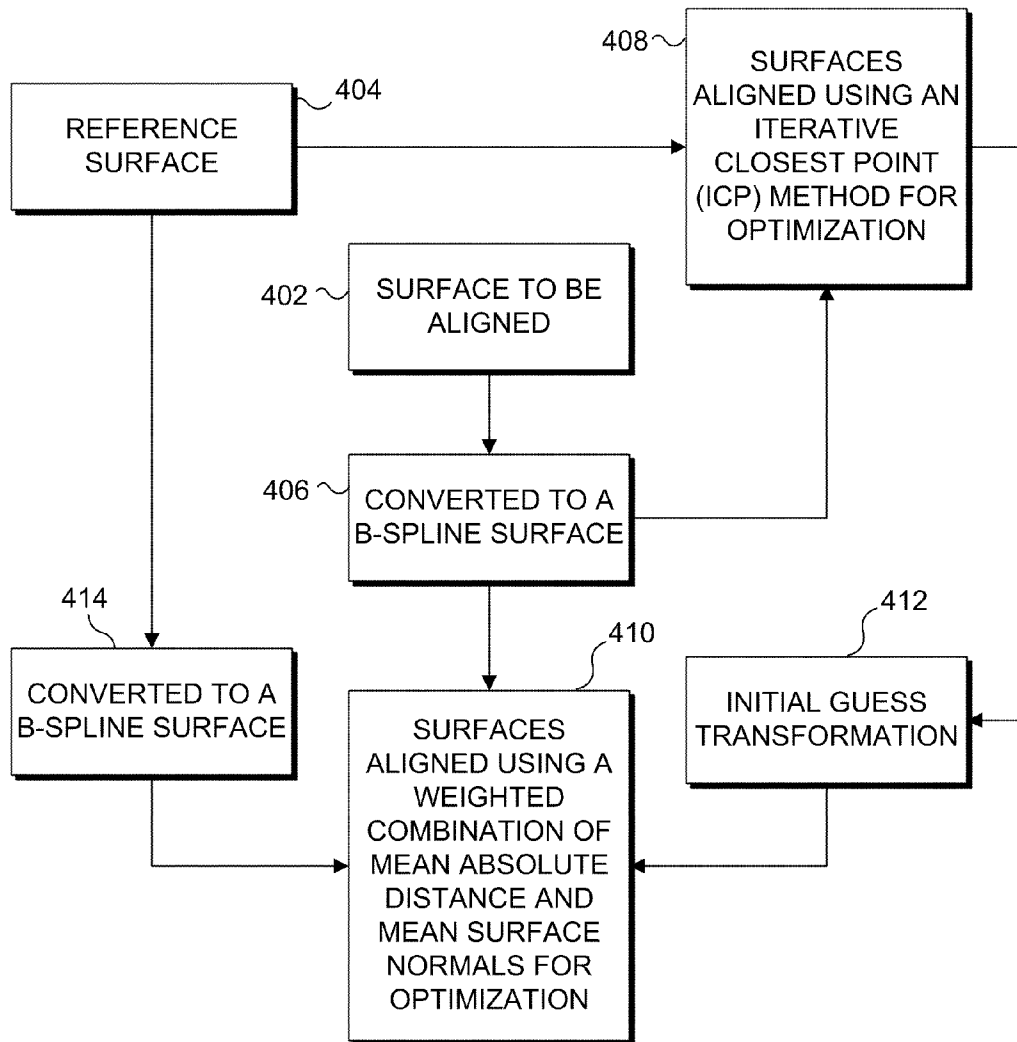 408
SURFACES
ALIGNED USING AN
ITERATIVE
CLOSEST POINT
(ICP) METHOD FOR
OPTIMIZATION
404
REFERENCE
SURFACE
402
SURFACE TO BE
ALIGNED
406
CONVERTED TO A
B-SPLINE SURFACE
414
CONVERTED TO A
B-SPLINE SURFACE
410
SURFACES
ALIGNED USING A
WEIGHTED
COMBINATION OF
MEAN ABSOLUTE
DISTANCE AND
MEAN SURFACE
NORMALS FOR
OPTIMIZATION
412
INITIAL GUESS
TRANSFORMATION